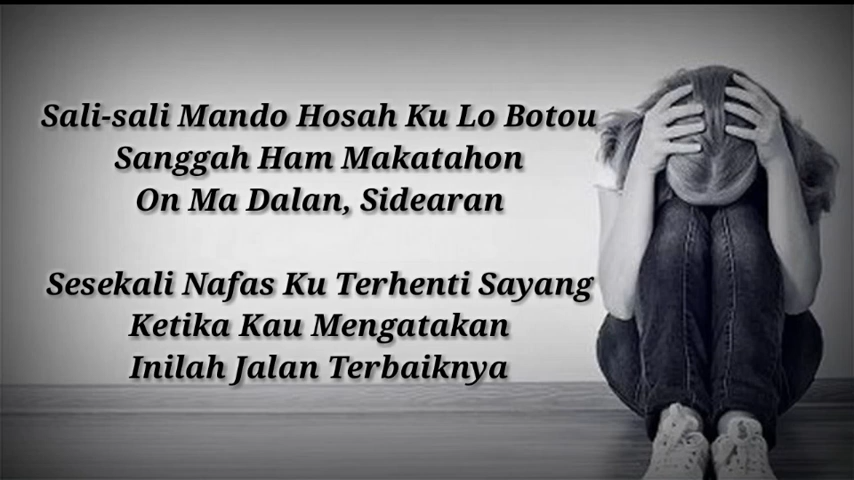 Sali-sali Mando Hosah Ku Lo Botou
Sanggah Ham Makatahon
On Ma Dalan, Sidearan
Sesekali Nafas Ku Terhenti Sayang
Ketika Kau Mengatakan
Inilah Jalan Terbaiknya